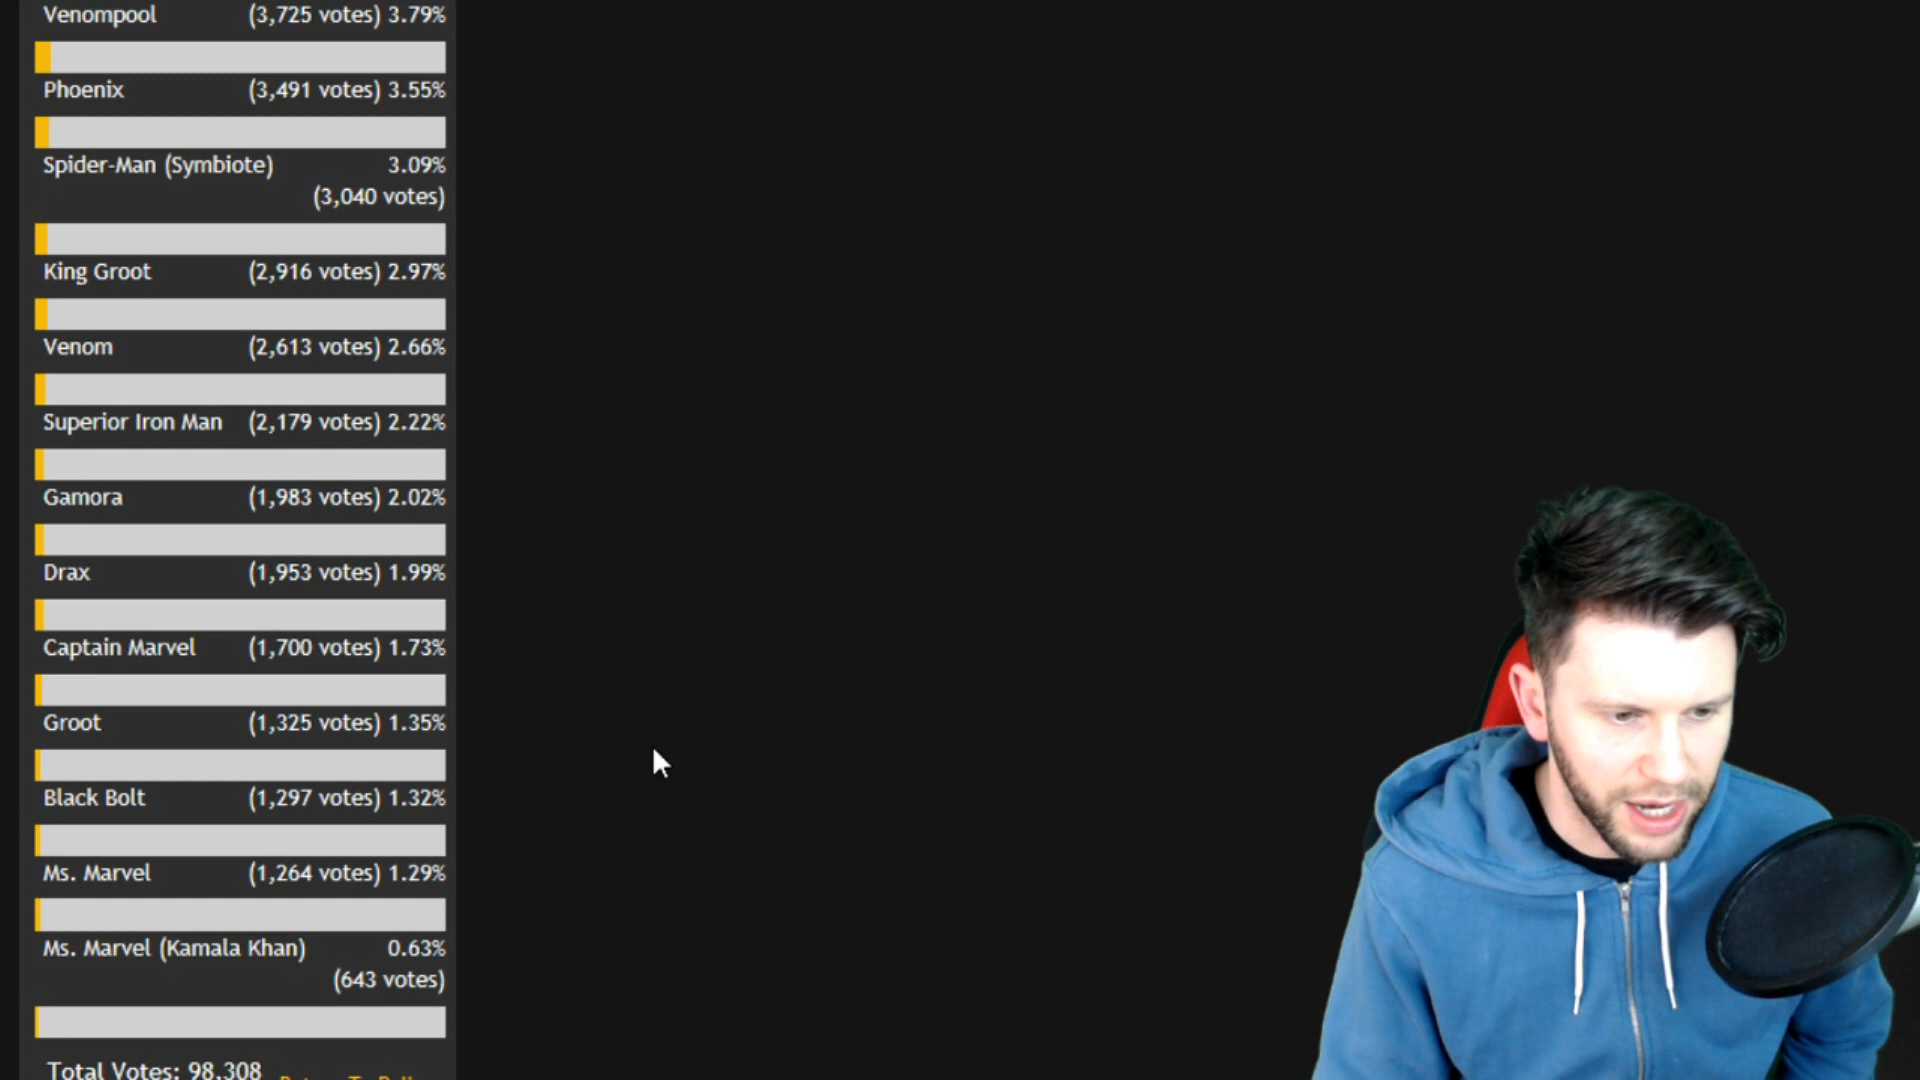 Venompool (3,725 votes) 3.79%
Phoenix (3,491 votes) 3.55%
Spider-Man (Symbiote) 3.09%
(3,040 votes)
King Groot (2,916 votes) 2.97%
Venom (2,613 votes) 2.66%
Superior Iron Man (2,179 votes) 2.22%
Gamora (1,983 votes) 2.02%
Drax (1,953 votes) 1.99%
Captain Marvel (1,700 votes) 1.73%
Groot (1,325 votes) 1.35%
Black Bolt (1,297 votes) 1.32%
Ms. Marvel (1,264 votes) 1.29%
Ms. Marvel (Kamala Khan) 0.63%
(643 votes)
Total Votes: 98,308